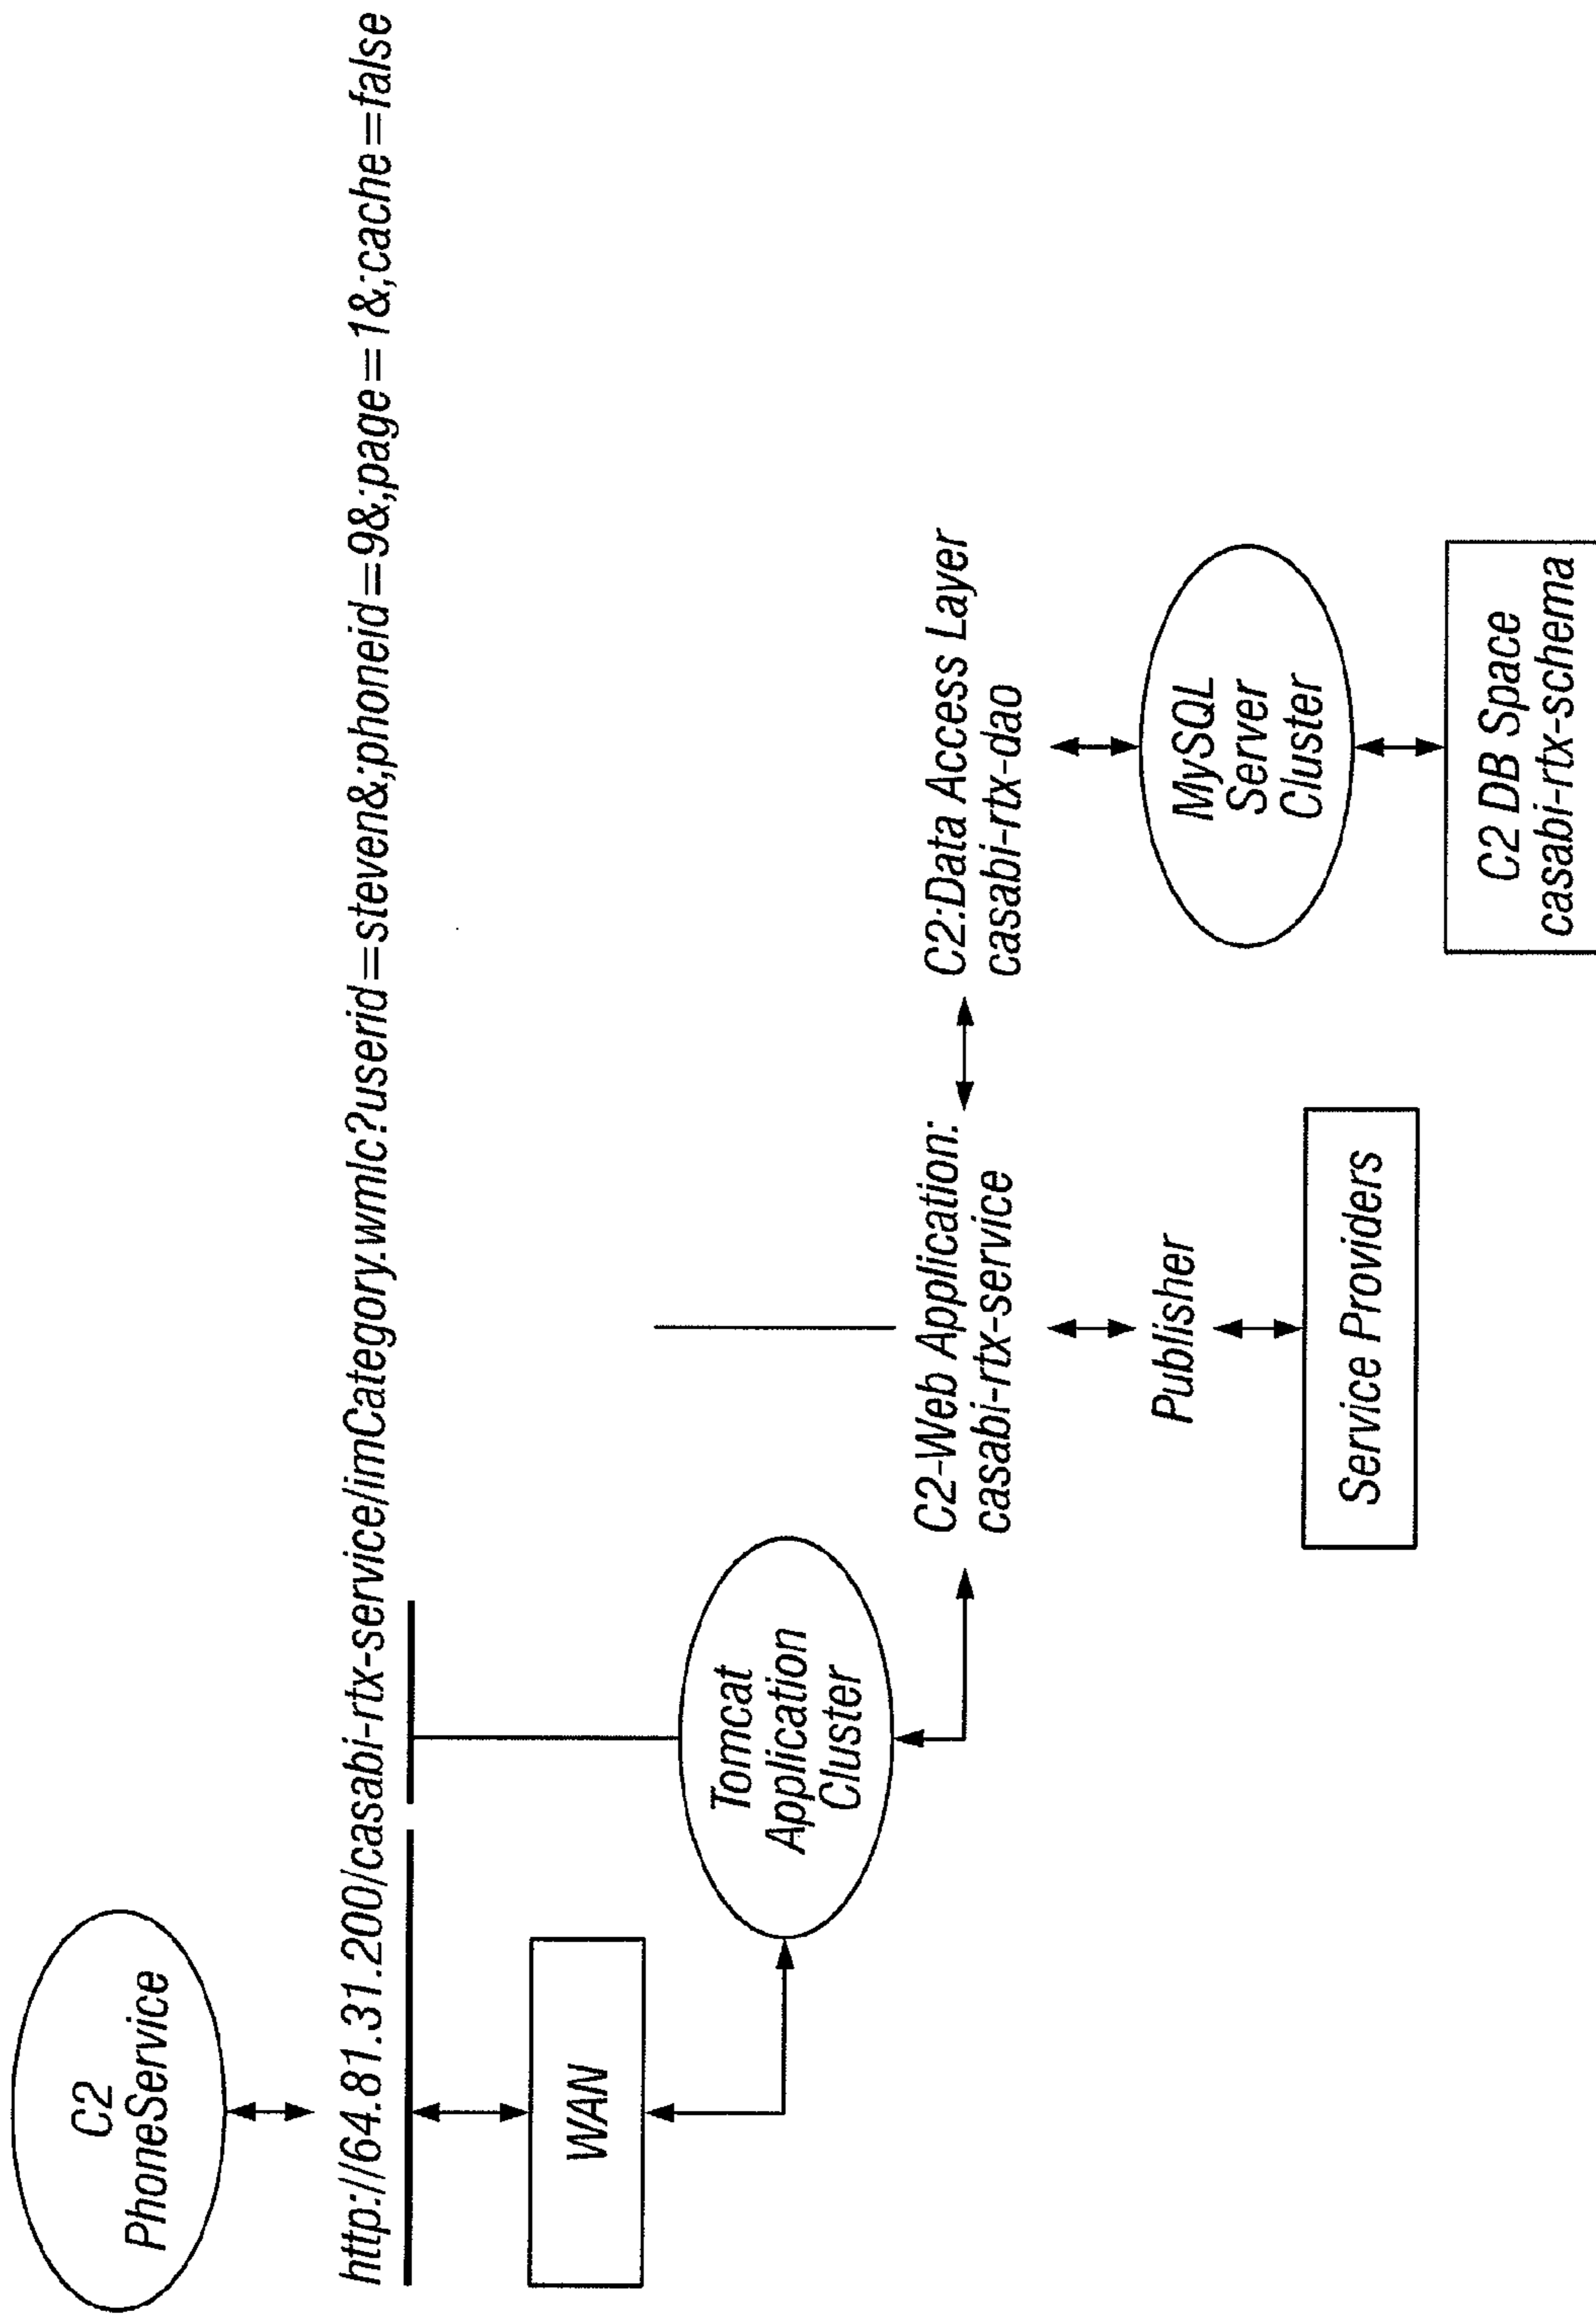 C2
PhoneService
http://64.81.31.200/casabi-rtx-service/imCategory.wmlc?userid=steven&;phoneid=9&;page=1&;cache=false
WAN
Tomcat
Application
Cluster
C2-Web Application:
casabi-rtx-service
C2:Data Access Layer
casabi-rtx-dao
Publisher
Service Providers
MySQL
Server
Cluster
C2 DB Space
casabi-rtx-schema